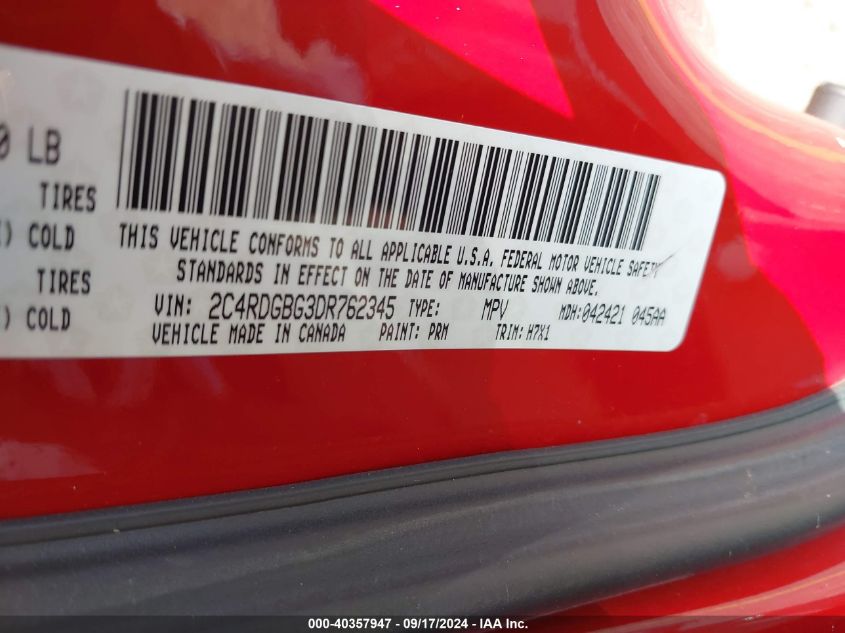 0 LB
TIRES
) COLD
TIRES
) COLD
THIS VEHICLE CONFORMS TO ALL APPLICABLE U.S.A. FEDERAL MOTOR VEHICLE SAFETY
STANDARDS IN EFFECT ON THE DATE OF MANUFACTURE SHOWN ABOVE.
VIN: 2C4RDGBG3DR762345 TYPE: MPV MDH:042421 045AA
VEHICLE MADE IN CANADA PAINT: PRM TRIM: H7X1
000-40357947 - 09/17/2024 - IAA Inc.